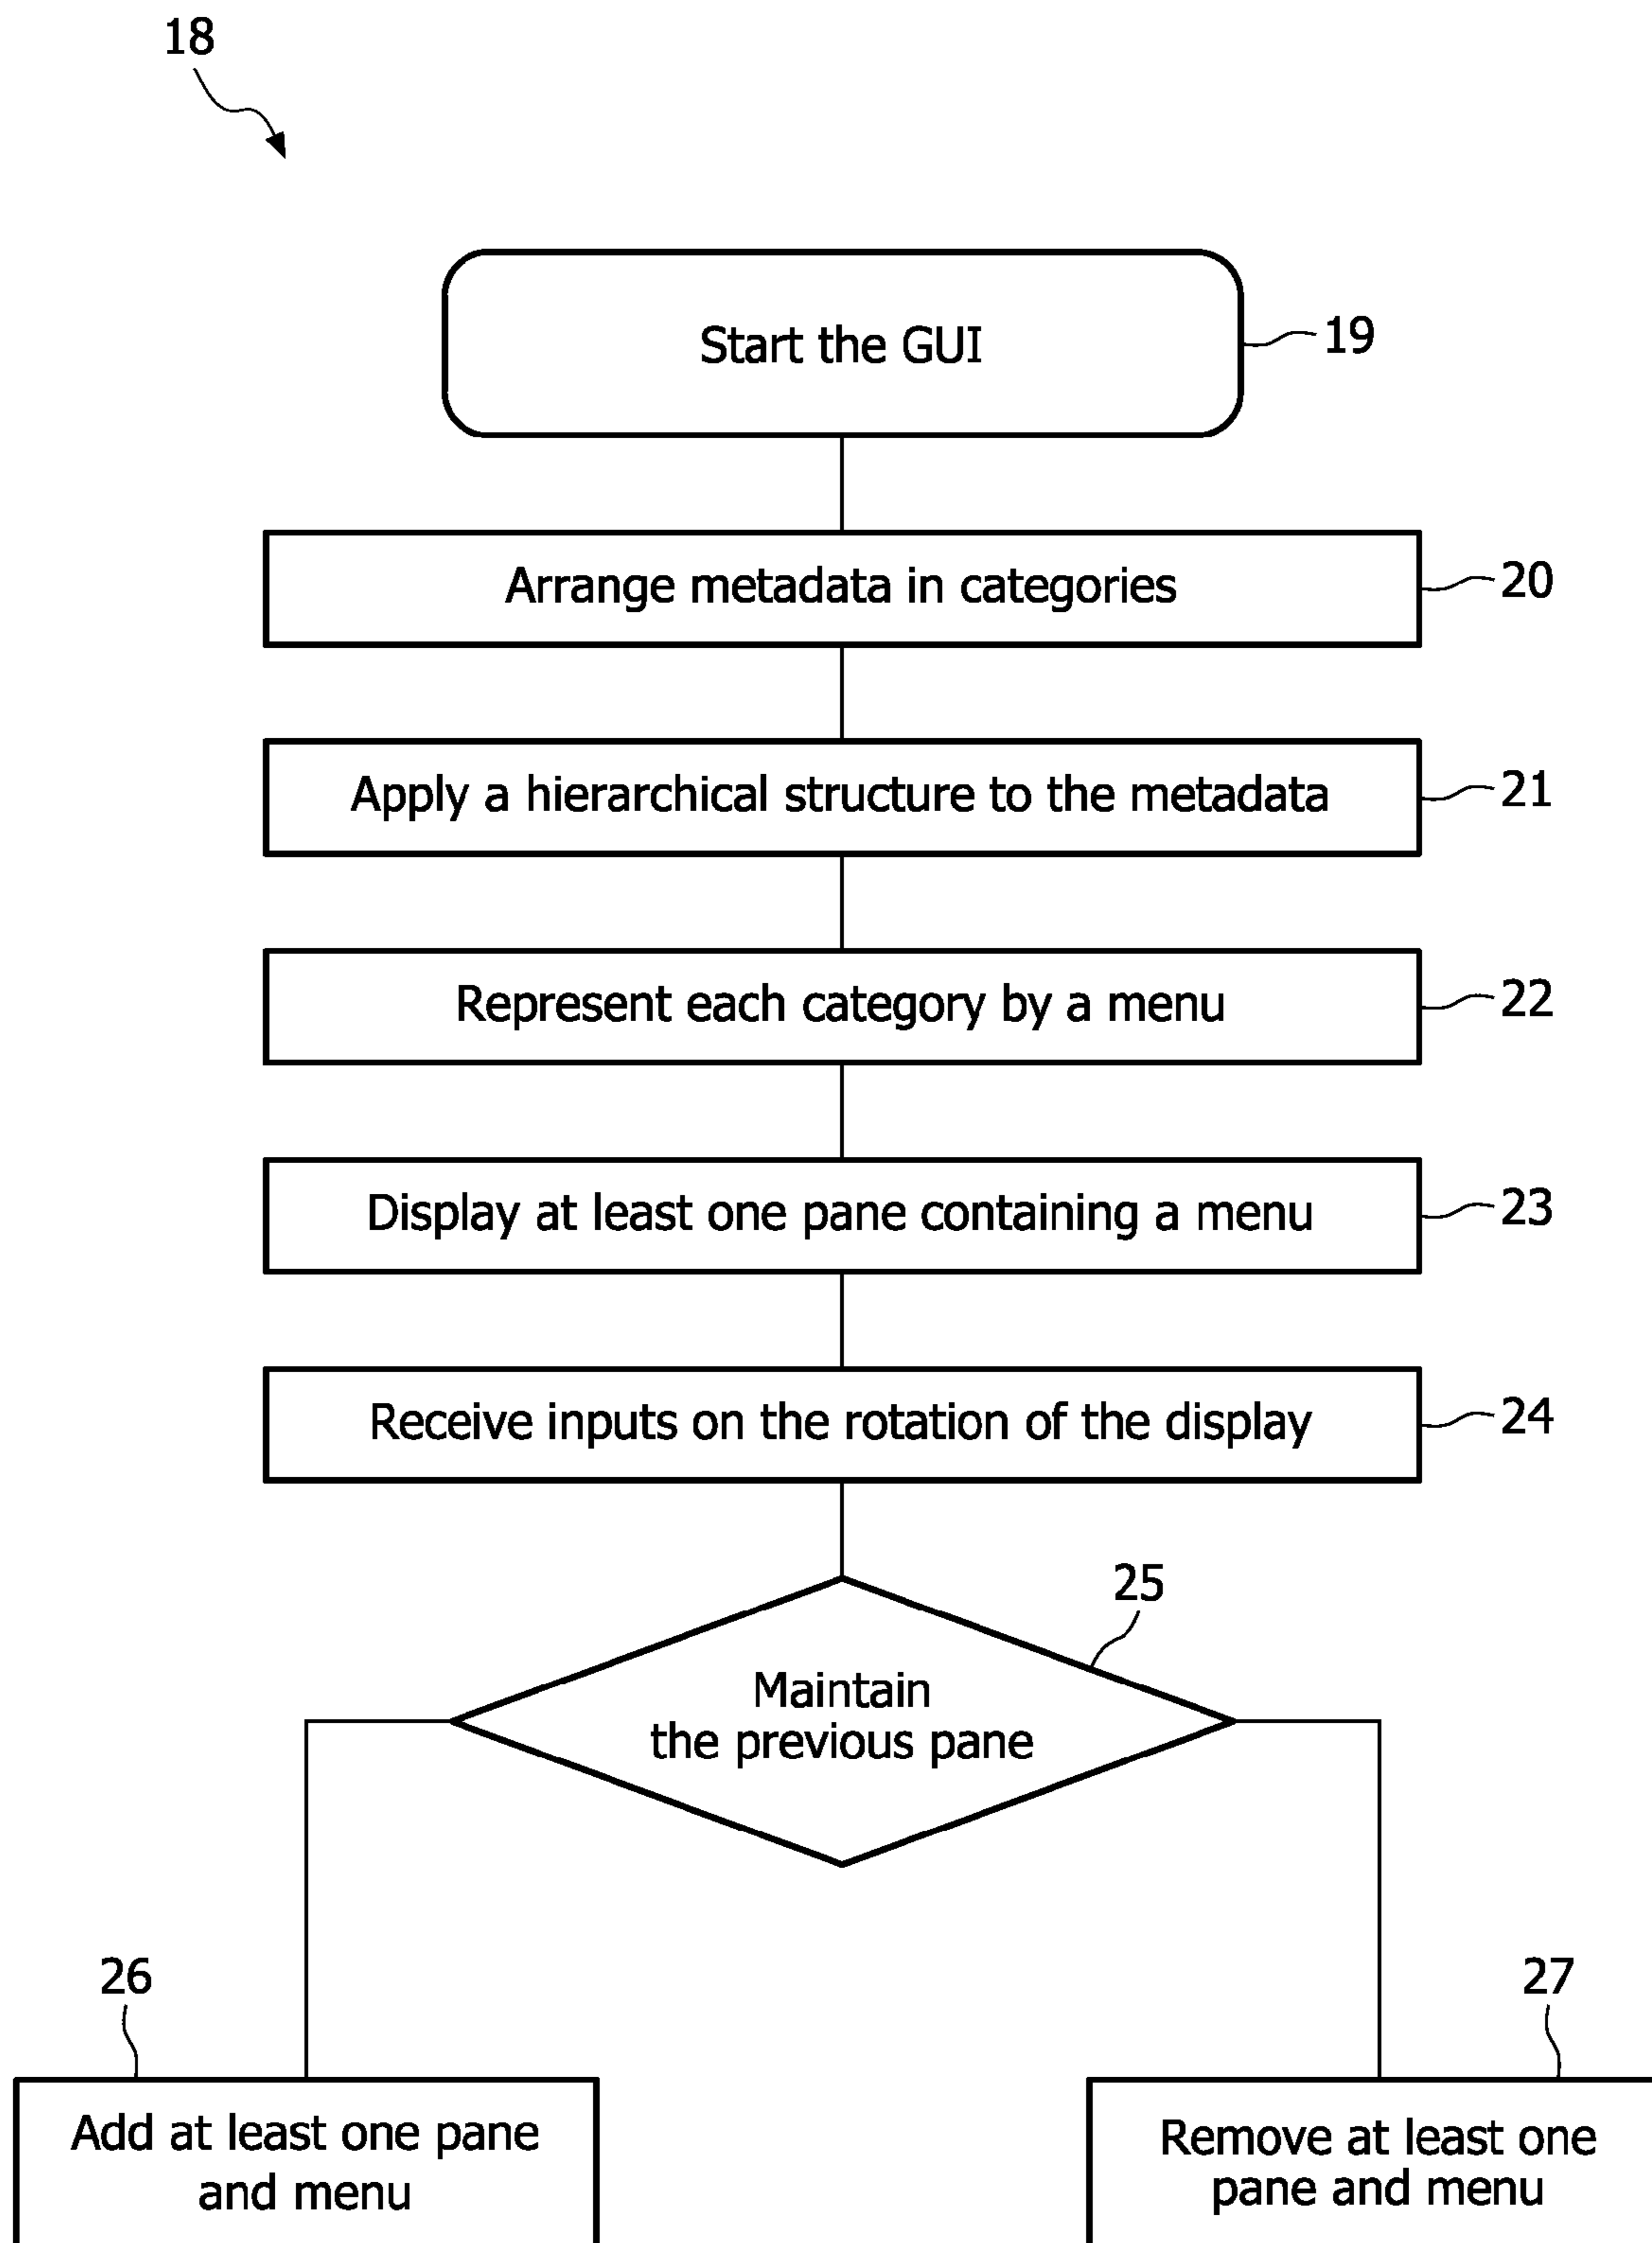 18
Start the GUI
19
Arrange metadata in categories
20
Apply a hierarchical structure to the metadata
21
Represent each category by a menu
22
Display at least one pane containing a menu
23
Receive inputs on the rotation of the display
24
25
Maintain
the previous pane
26
27
Add at least one pane
and menu
Remove at least one
pane and menu